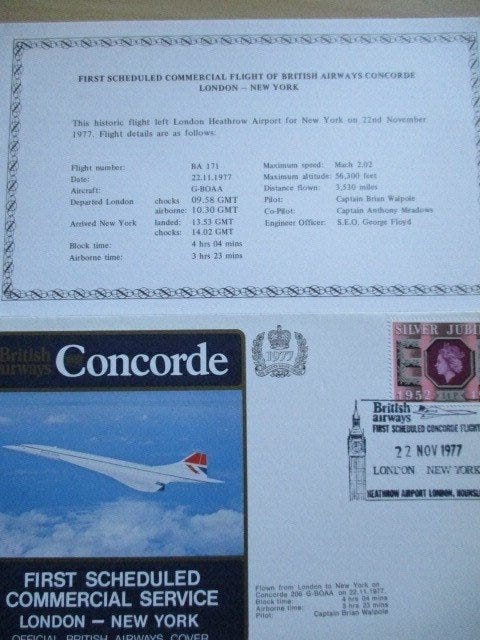 FIRST SCHEDULED COMMERCIAL FLIGHT OF BRITISH AIRWAYS CONCORDE
LONDON – NEW YORK
This historic flight left London Heathrow Airport for New York on 22nd November
1977. Flight details are as follows.
Flight number: BA 171
Date: 22.11.1977
Aircraft: G-BOAA
Departed London chocks 09.58 GMT
airborne: 10.30 GMT
Arrived New York landed: 13.53 GMT
chocks: 14.02 GMT
Block time: 4 hrs 04 mins
Airborne time: 3 hrs 23 mins
Maximum speed: Mach 2.02
Maximum altitude: 56,300 feet
Distance flown: 3,530 miles
Pilot: Captain Brian Walpole
Co-Pilot: Captain Anthony Meadows
Engineer Officer: S.E.O. George Floyd
British
airways
Concorde
FIRST SCHEDULED
COMMERCIAL SERVICE
LONDON – NEW YORK
OFFICIAL BRITISH AIRWAYS COVER
1977
SILVER JUBIL
1952
British
airways
FIRST SCHEDULED CONCORDE FLIGHT
22 NOV 1977
LONDON NEW YORK
HEATHROW AIRPORT LONDON, HOUNSL
Flown from London to New York on
Concorde 206 G-BOAA on 22.11.1977.
Block time: 4 hrs 04 mins
Airborne time: 3 hrs 23 mins
Pilot: Captain Brian Walpole